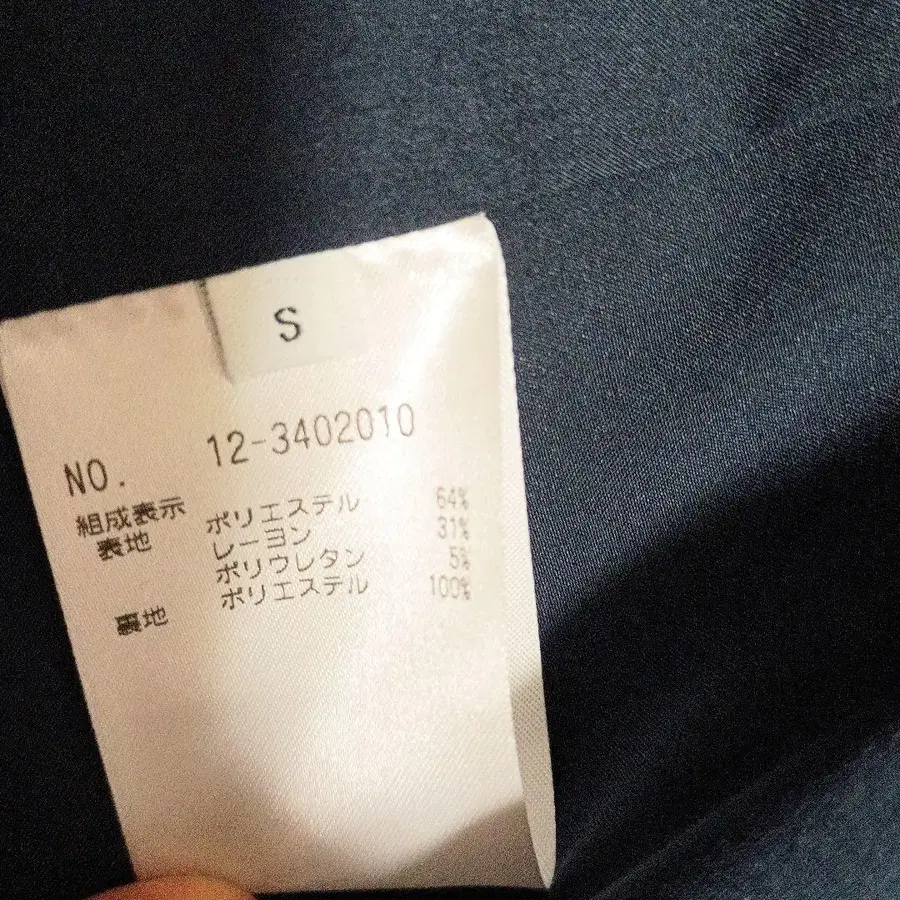 S
NO. 12-3402010
組成表示
表地 ポリエステル 64%
レーヨン 31%
ポリウレタン 5%
裏地 ポリエステル 100%